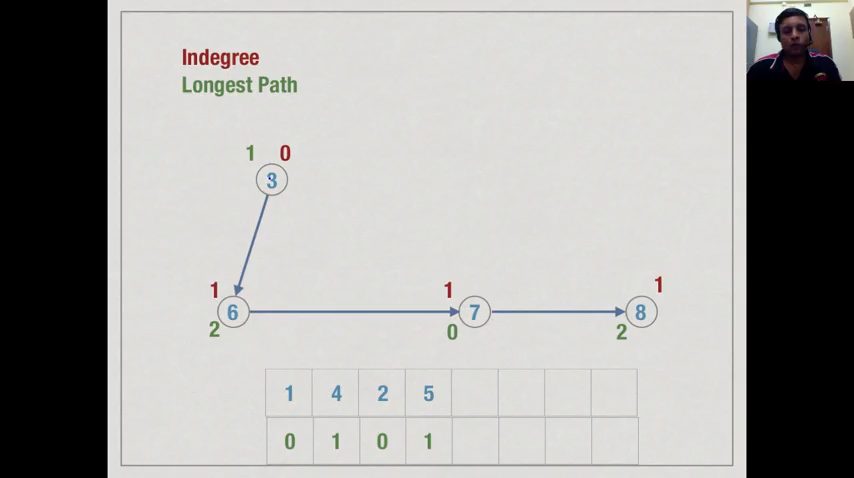 Indegree
Longest Path
1 0
3
1 1 1
6 7 8
2 0 2
1 4 2 5
0 1 0 1